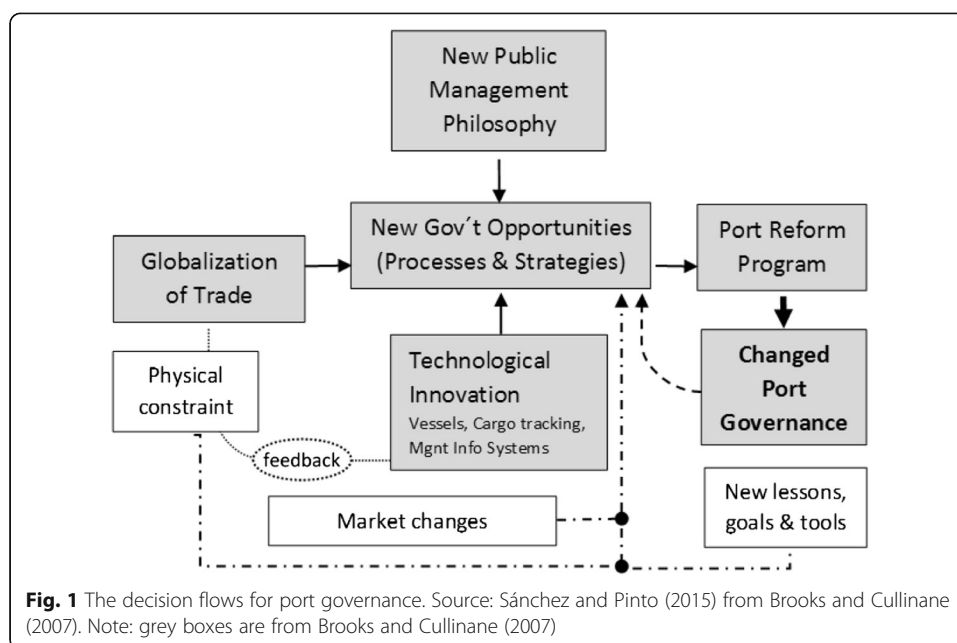 New Public
Management
Philosophy
New Gov´t Opportunities
(Processes & Strategies)
Port Reform
Program
Globalization
of Trade
Technological
Innovation
Vessels, Cargo tracking,
Mgnt Info Systems
Changed
Port
Governance
Physical
constraint
feedback
Market changes
New lessons,
goals & tools
Fig. 1 The decision flows for port governance. Source: Sánchez and Pinto (2015) from Brooks and Cullinane
(2007). Note: grey boxes are from Brooks and Cullinane (2007)